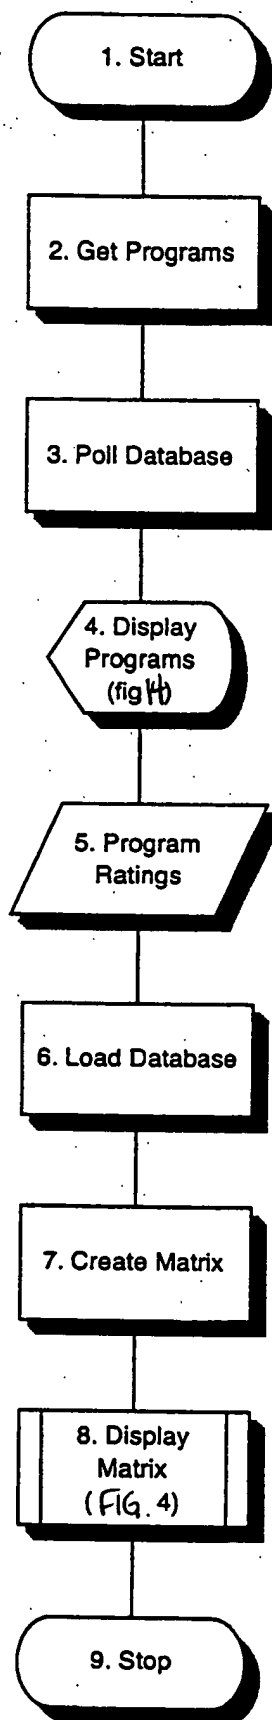 1. Start
2. Get Programs
3. Poll Database
4. Display
Programs
(fig 14)
5. Program
Ratings
6. Load Database
7. Create Matrix
8. Display
Matrix
(FIG. 4)
9. Stop